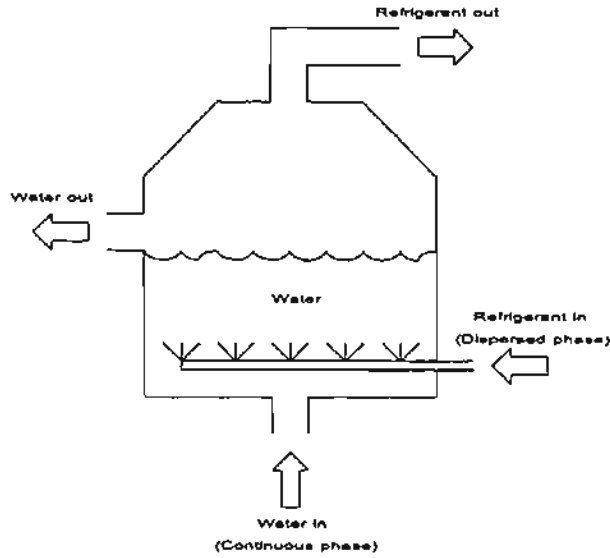 Refrigerant out
Water out
Water
Refrigerant in
(Dispersed phase)
Water in
(Continuous phase)